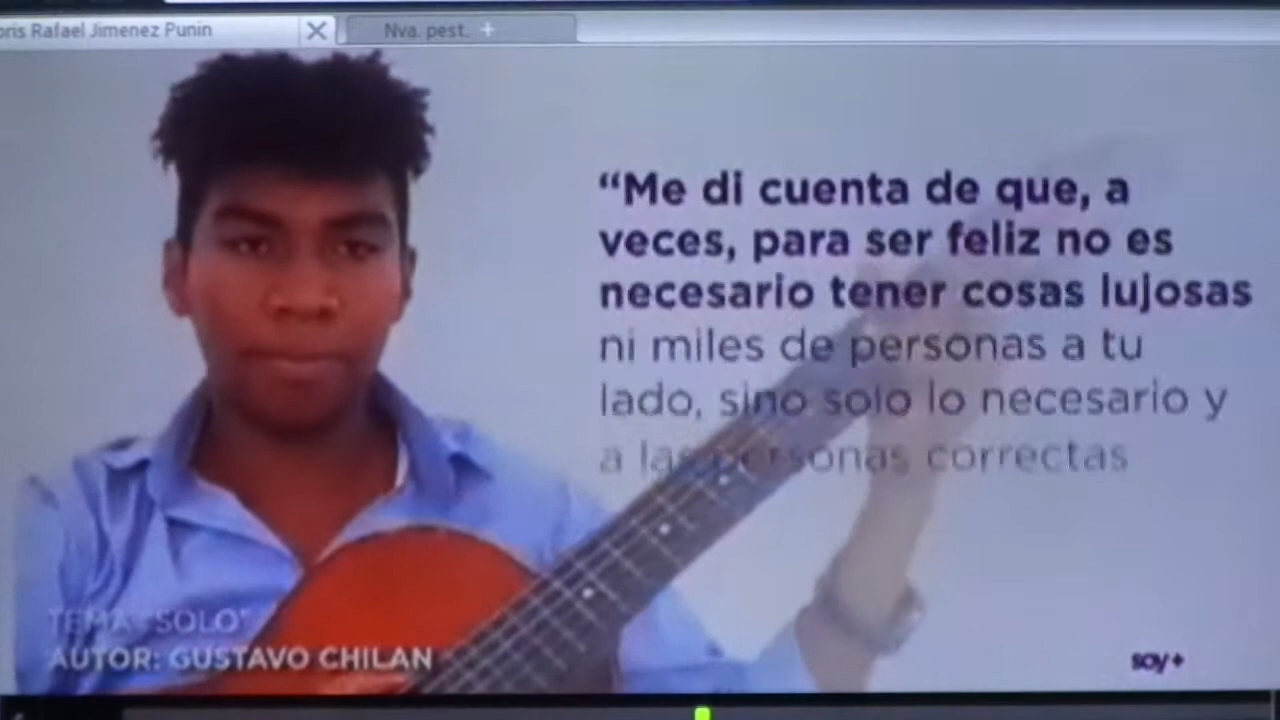 oris Rafael Jimenez Punin
Nva. pest. +
“Me di cuenta de que, a
veces, para ser feliz no es
necesario tener cosas lujosas
ni miles de personas a tu
lado, sino solo lo necesario y
a las personas correctas
TEMA "SOLO"
AUTOR: GUSTAVO CHILAN
soy+